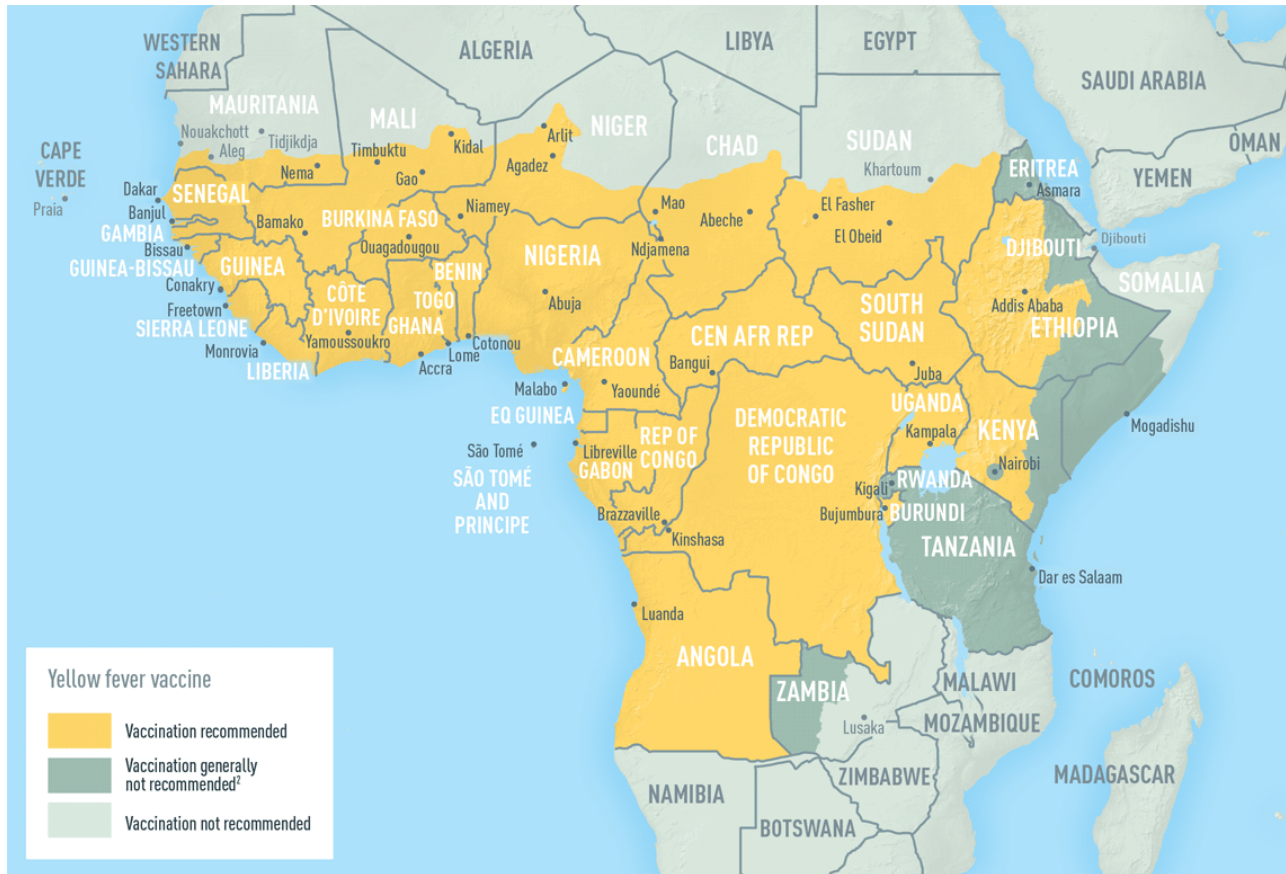 WESTERN
SAHARA
ALGERIA
LIBYA
EGYPT
SAUDI ARABIA
OMAN
YEMEN
MAURITANIA
Nouakchott
Aleg
Tidjikdja
Nema
MALI
Timbuktu
Kidal
Gao
Bamako
NIGER
Arlit
Agadez
Niamey
CHAD
Mao
Abeche
Ndjamena
SUDAN
Khartoum
El Fasher
El Obeid
ERITREA
Asmara
CAPE
VERDE
Praia
Dakar
SENEGAL
Banjul
GAMBIA
Bissau
GUINEA-BISSAU
GUINEA
Conakry
Freetown
SIERRA LEONE
Monrovia
LIBERIA
CÔTE
D'IVOIRE
Yamoussoukro
BURKINA FASO
Ouagadougou
BENIN
TOGO
GHANA
Accra
Lome
Cotonou
NIGERIA
Abuja
CAMEROON
Yaoundé
CEN AFR REP
Bangui
SOUTH
SUDAN
Juba
DJIBOUTI
Djibouti
SOMALIA
Mogadishu
Addis Ababa
ETHIOPIA
Malabo
EQ GUINEA
São Tomé
SÃO TOMÉ
AND
PRINCIPE
Libreville
GABON
REP OF
CONGO
Brazzaville
Kinshasa
DEMOCRATIC
REPUBLIC
OF CONGO
UGANDA
Kampala
KENYA
Nairobi
RWANDA
Kigali
BURUNDI
Bujumbura
TANZANIA
Dar es Salaam
Luanda
ANGOLA
ZAMBIA
Lusaka
MALAWI
MOZAMBIQUE
COMOROS
MADAGASCAR
ZIMBABWE
NAMIBIA
BOTSWANA
Yellow fever vaccine
Vaccination recommended
Vaccination generally
not recommended²
Vaccination not recommended